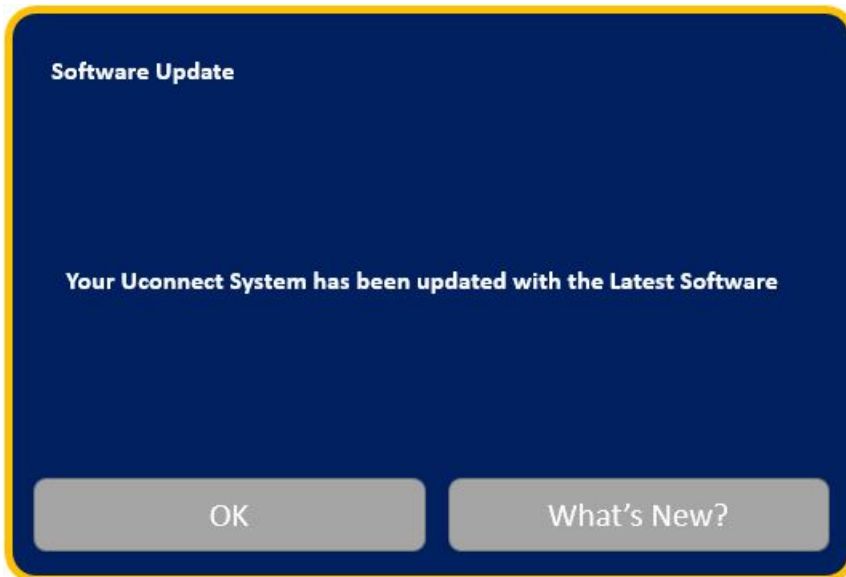 Software Update
Your Uconnect System has been updated with the Latest Software
OK
What's New?